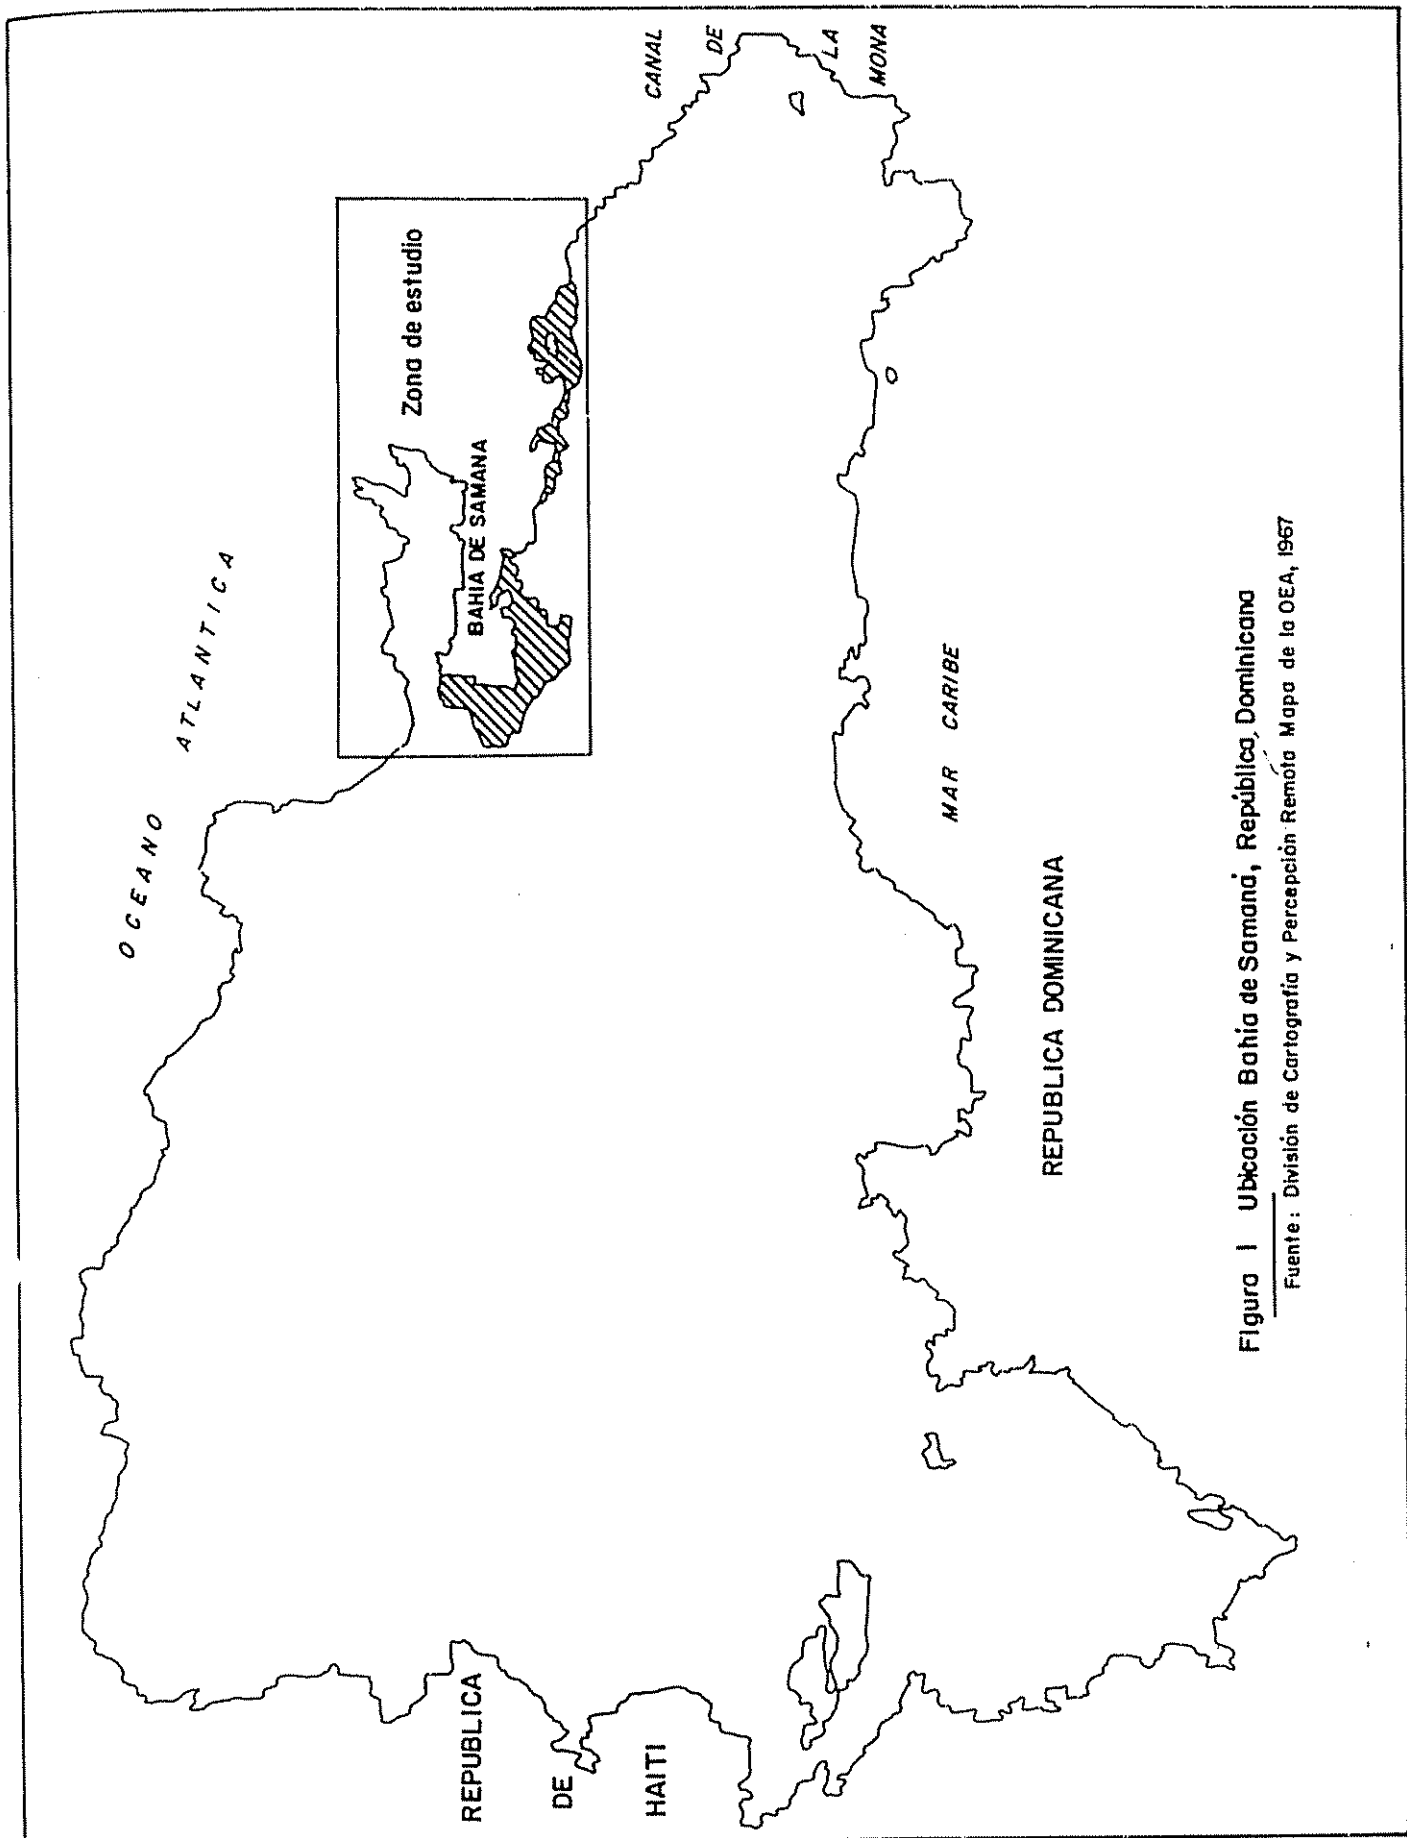 OCEANO ATLANTICA
CANAL
DE
LA
MONA
Zona de estudio
BAHIA DE SAMANA
REPUBLICA
DE
HAITI
MAR CARIBE
REPUBLICA DOMINICANA
Figura 1 Ubicación Bahía de Samaná, República Dominicana
Fuente: División de Cartografía y Percepción Remota Mapa de la OEA, 1967